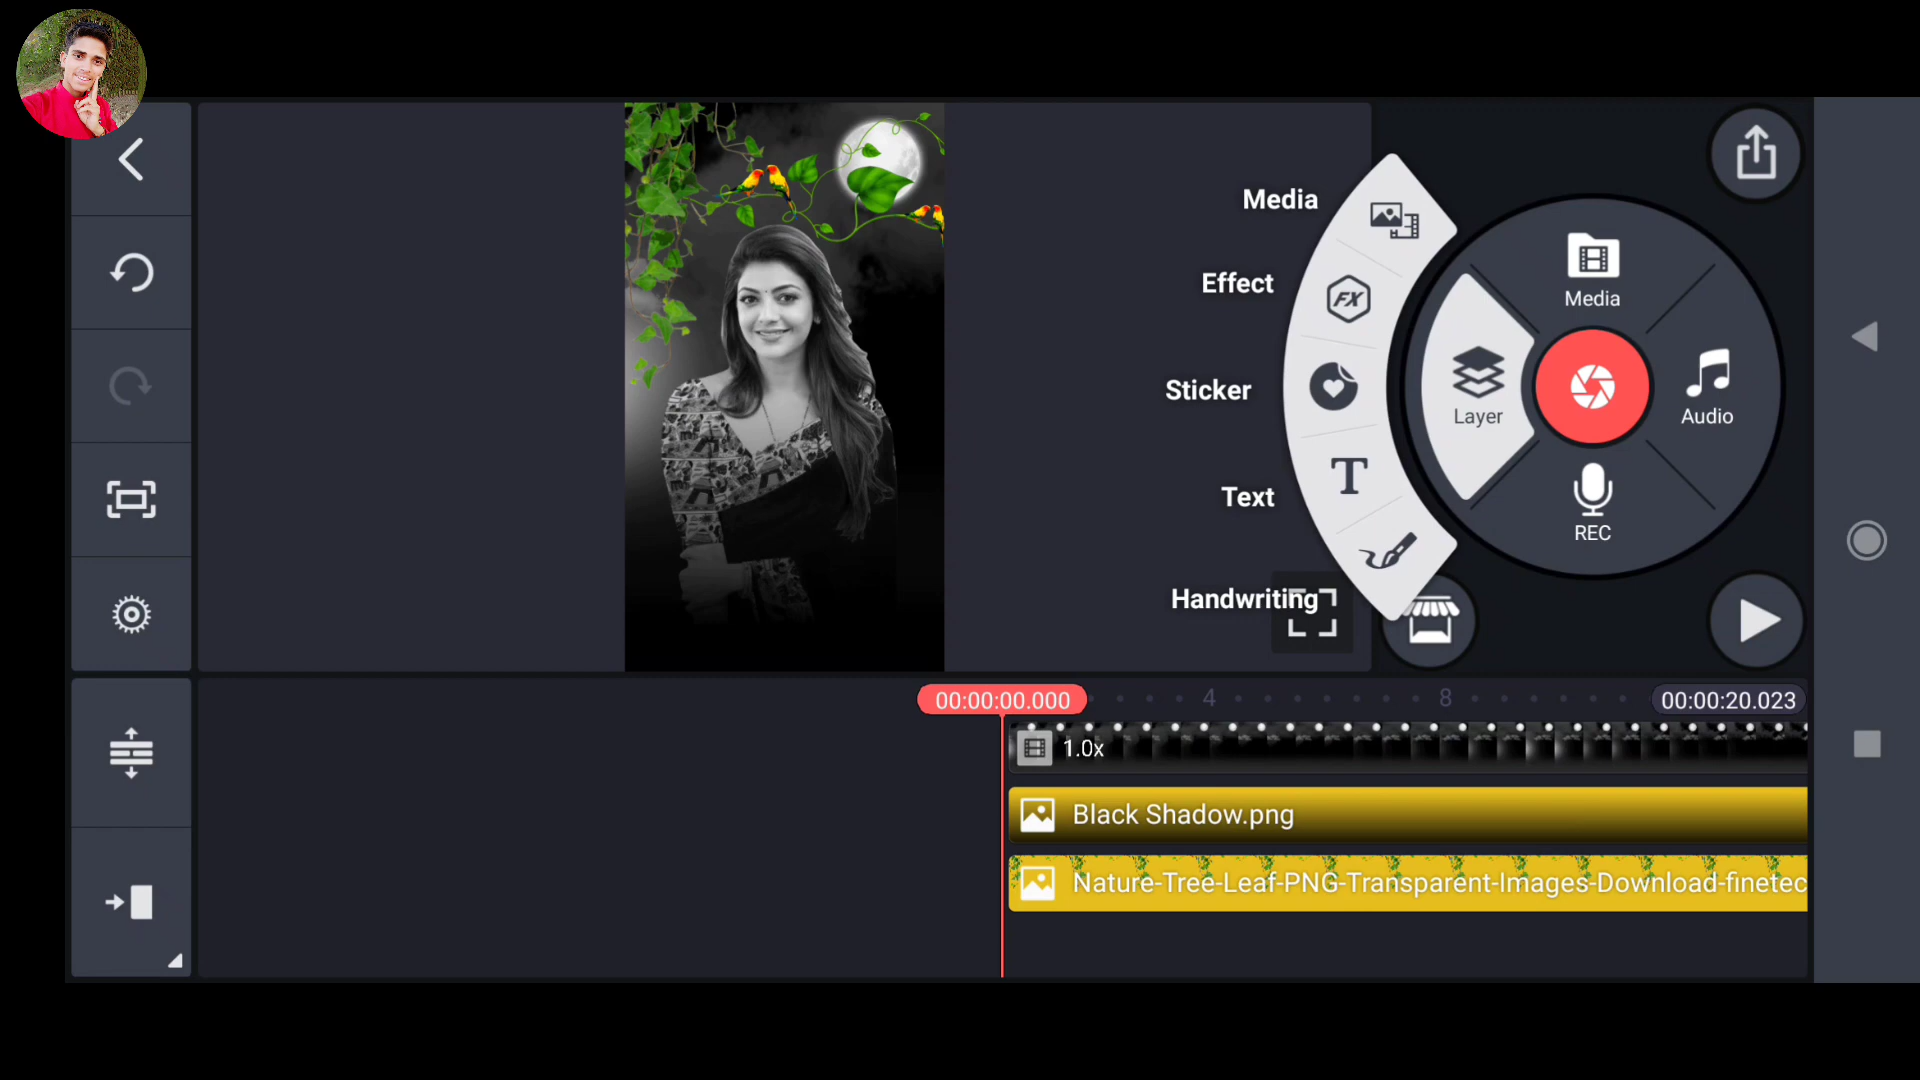 Media
Effect
Sticker
Text
Handwriting
FX
T
Media
Layer
Audio
REC
00:00:00.000
4
8
00:00:20.023
1.0x
Black Shadow.png
Nature-Tree-Leaf-PNG-Transparent-Images-Download-finetec